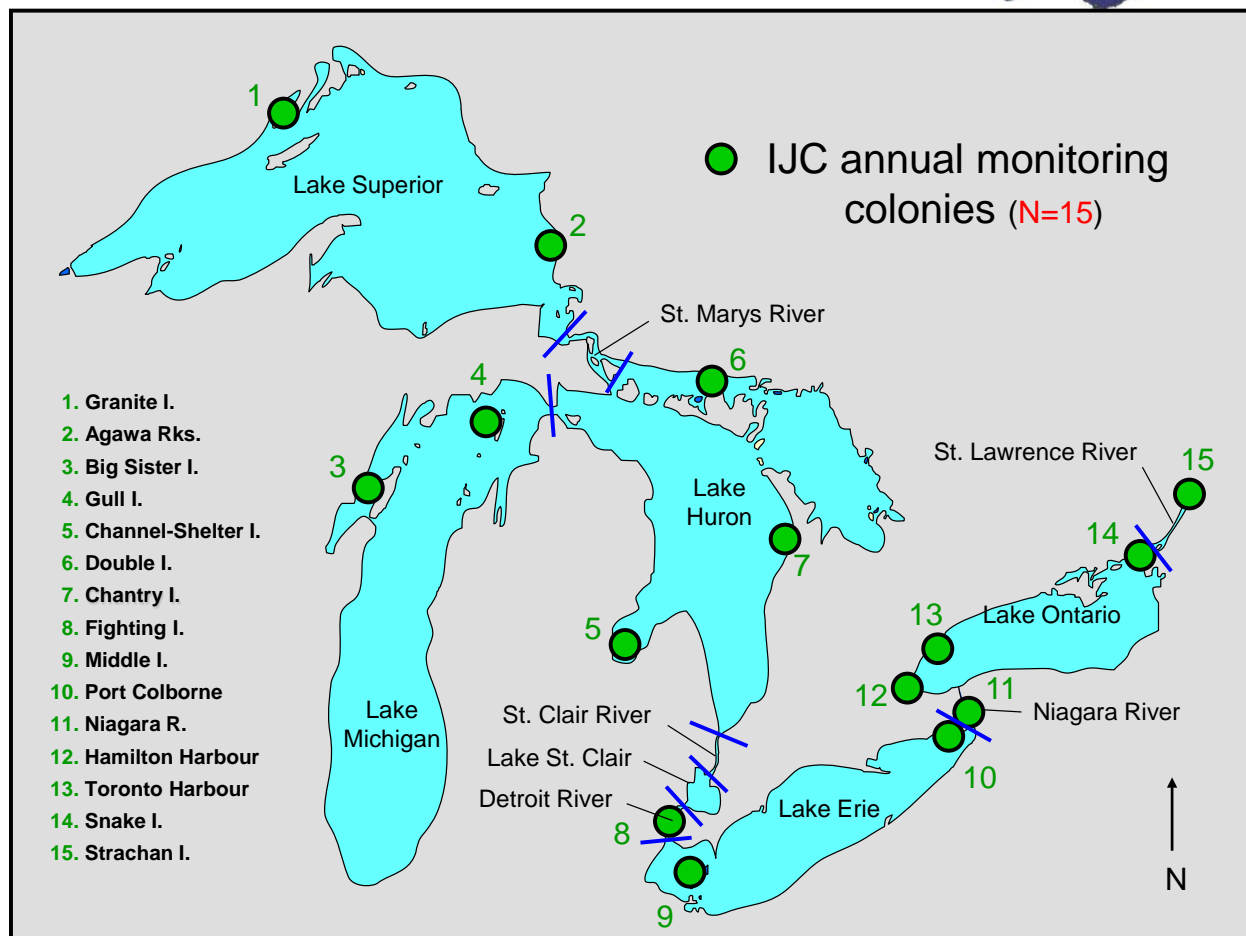 1
Lake Superior
IJC annual monitoring
colonies (N=15)
2
St. Marys River
6
4
1. Granite I.
2. Agawa Rks.
3. Big Sister I.
4. Gull I.
5. Channel-Shelter I.
6. Double I.
7. Chantry I.
8. Fighting I.
9. Middle I.
10. Port Colborne
11. Niagara R.
12. Hamilton Harbour
13. Toronto Harbour
14. Snake I.
15. Strachan I.
3
Lake
Huron
St. Lawrence River
15
7
14
5
13
Lake Ontario
12
11
Lake
Michigan
St. Clair River
Niagara River
Lake St. Clair
10
Detroit River
Lake Erie
8
9
N